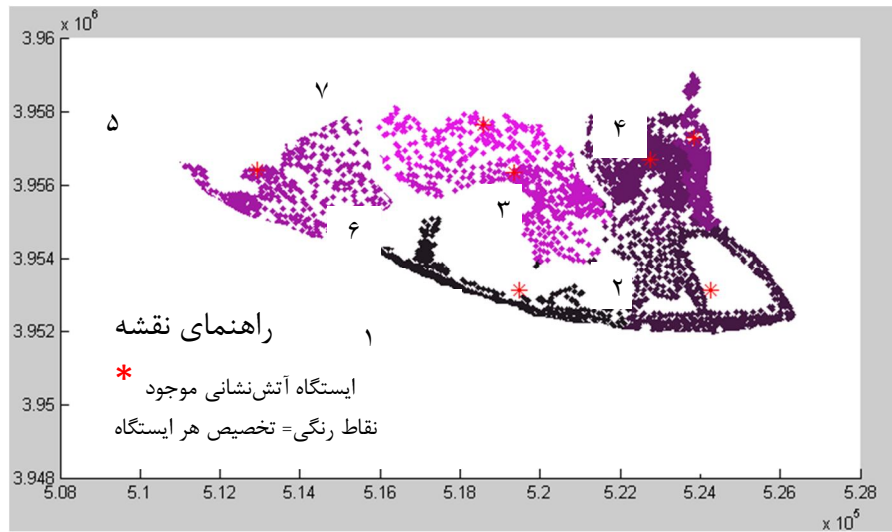 x 10⁶
3.96
3.958
3.956
3.954
3.952
3.95
3.948
۷
۵
۴
۳
۶
۲
۱
راهنمای نقشه
* ایستگاه آتش‌نشانی موجود
نقاط رنگی= تخصیص هر ایستگاه
5.08 5.1 5.12 5.14 5.16 5.18 5.2 5.22 5.24 5.26 5.28
x 10⁵